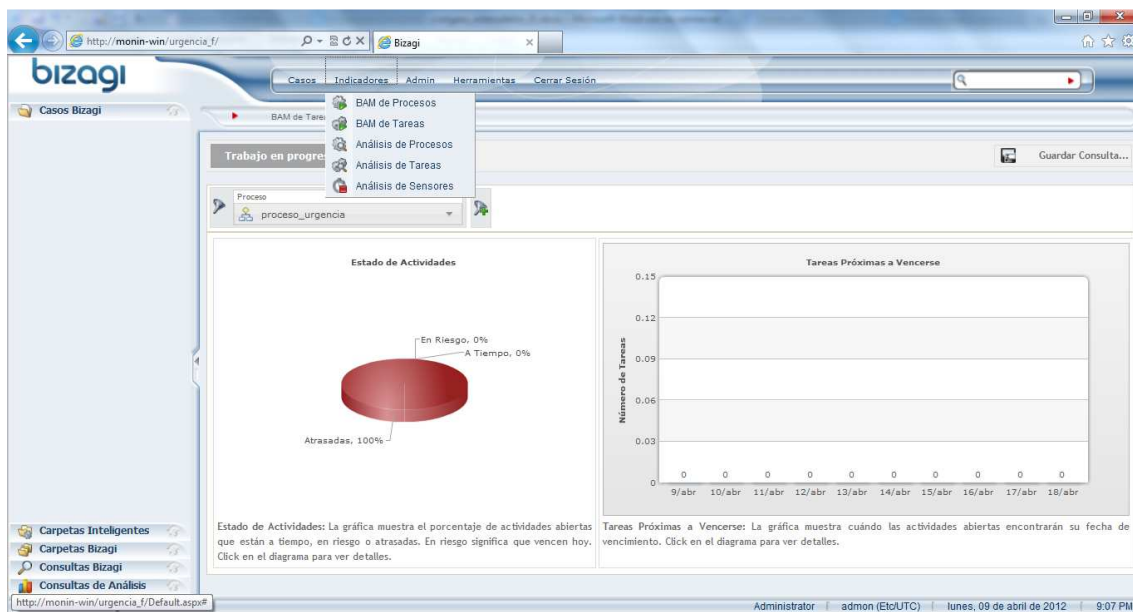 http://monin-win/urgencia_f/
Bizagi
bizagi
Casos Indicadores Admin Herramientas Cerrar Sesión
Casos Bizagi
BAM de Tare
BAM de Procesos
BAM de Tareas
Análisis de Procesos
Análisis de Tareas
Análisis de Sensores
Trabajo en progre
Guardar Consulta...
Proceso
proceso_urgencia
Estado de Actividades
En Riesgo, 0%
A Tiempo, 0%
Atrasadas, 100%
Estado de Actividades: La gráfica muestra el porcentaje de actividades abiertas
que están a tiempo, en riesgo o atrasadas. En riesgo significa que vencen hoy.
Click en el diagrama para ver detalles.
Tareas Próximas a Vencerse
Número de Tareas
0.15
0.12
0.09
0.06
0.03
0
0 0 0 0 0 0 0 0 0 0
9/abr 10/abr 11/abr 12/abr 13/abr 14/abr 15/abr 16/abr 17/abr 18/abr
Tareas Próximas a Vencerse: La gráfica muestra cuándo las actividades abiertas encontrarán su fecha de
vencimiento. Click en el diagrama para ver detalles.
Carpetas Inteligentes
Carpetas Bizagi
Consultas Bizagi
Consultas de Análisis
http://monin-win/urgencia_f/Default.aspx#
Administrator admon (Etc/UTC) lunes, 09 de abril de 2012 9:07 PM